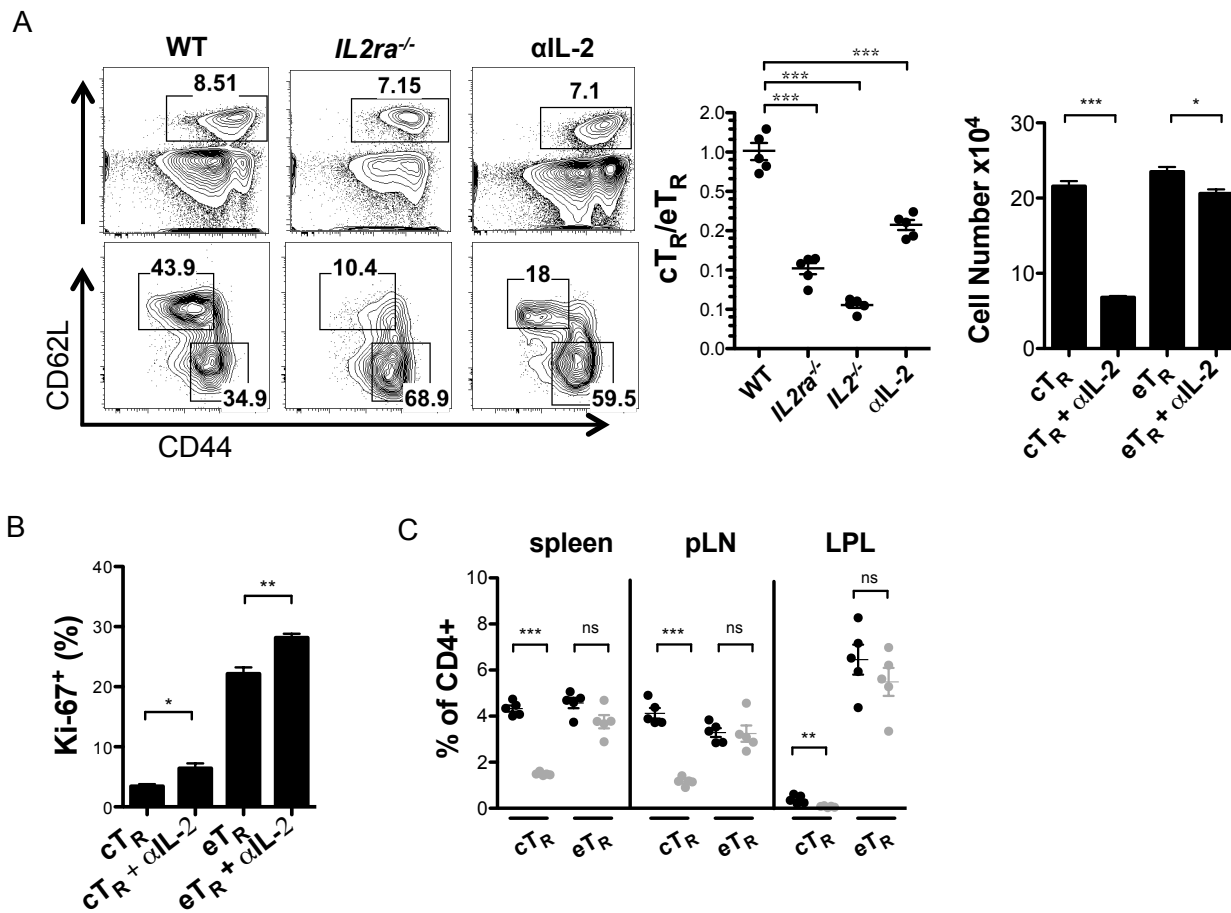 A
WT
IL2ra-/-
αIL-2
8.51
7.15
7.1
43.9
10.4
18
34.9
68.9
59.5
CD62L
CD44
cTR/eTR
2.0
1.0
0.5
0.2
0.1
0.1
0.0
***
***
***
WT
IL2ra-/-
IL2-/-
αIL-2
Cell Number x10⁴
30
20
10
0
***
*
cTR
cTR + αIL-2
eTR
eTR + αIL-2
B
Ki-67+ (%)
40
30
20
10
0
*
**
cTR
cTR + αIL-2
eTR
eTR + αIL-2
C
spleen
pLN
LPL
% of CD4+
10
8
6
4
2
0
***
ns
***
ns
**
ns
cTR
eTR
cTR
eTR
cTR
eTR